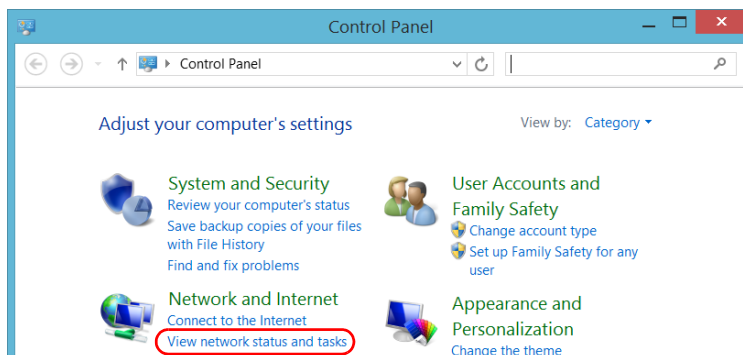 Control Panel
Control Panel
Adjust your computer's settings
View by: Category
System and Security
Review your computer's status
Save backup copies of your files
with File History
Find and fix problems
User Accounts and
Family Safety
Change account type
Set up Family Safety for any
user
Network and Internet
Connect to the Internet
View network status and tasks
Appearance and
Personalization
Change the theme